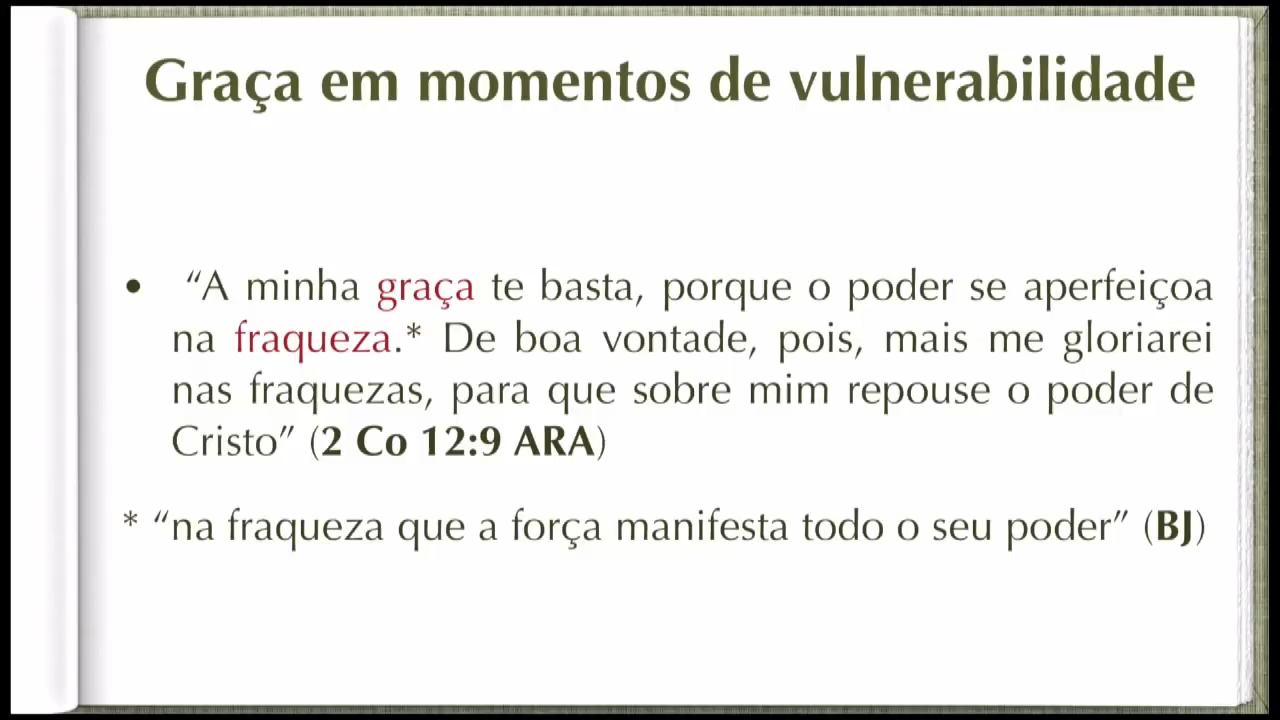 Graça em momentos de vulnerabilidade
• “A minha graça te basta, porque o poder se aperfeiçoa
na fraqueza.* De boa vontade, pois, mais me gloriarei
nas fraquezas, para que sobre mim repouse o poder de
Cristo” (2 Co 12:9 ARA)
* “na fraqueza que a força manifesta todo o seu poder” (BJ)